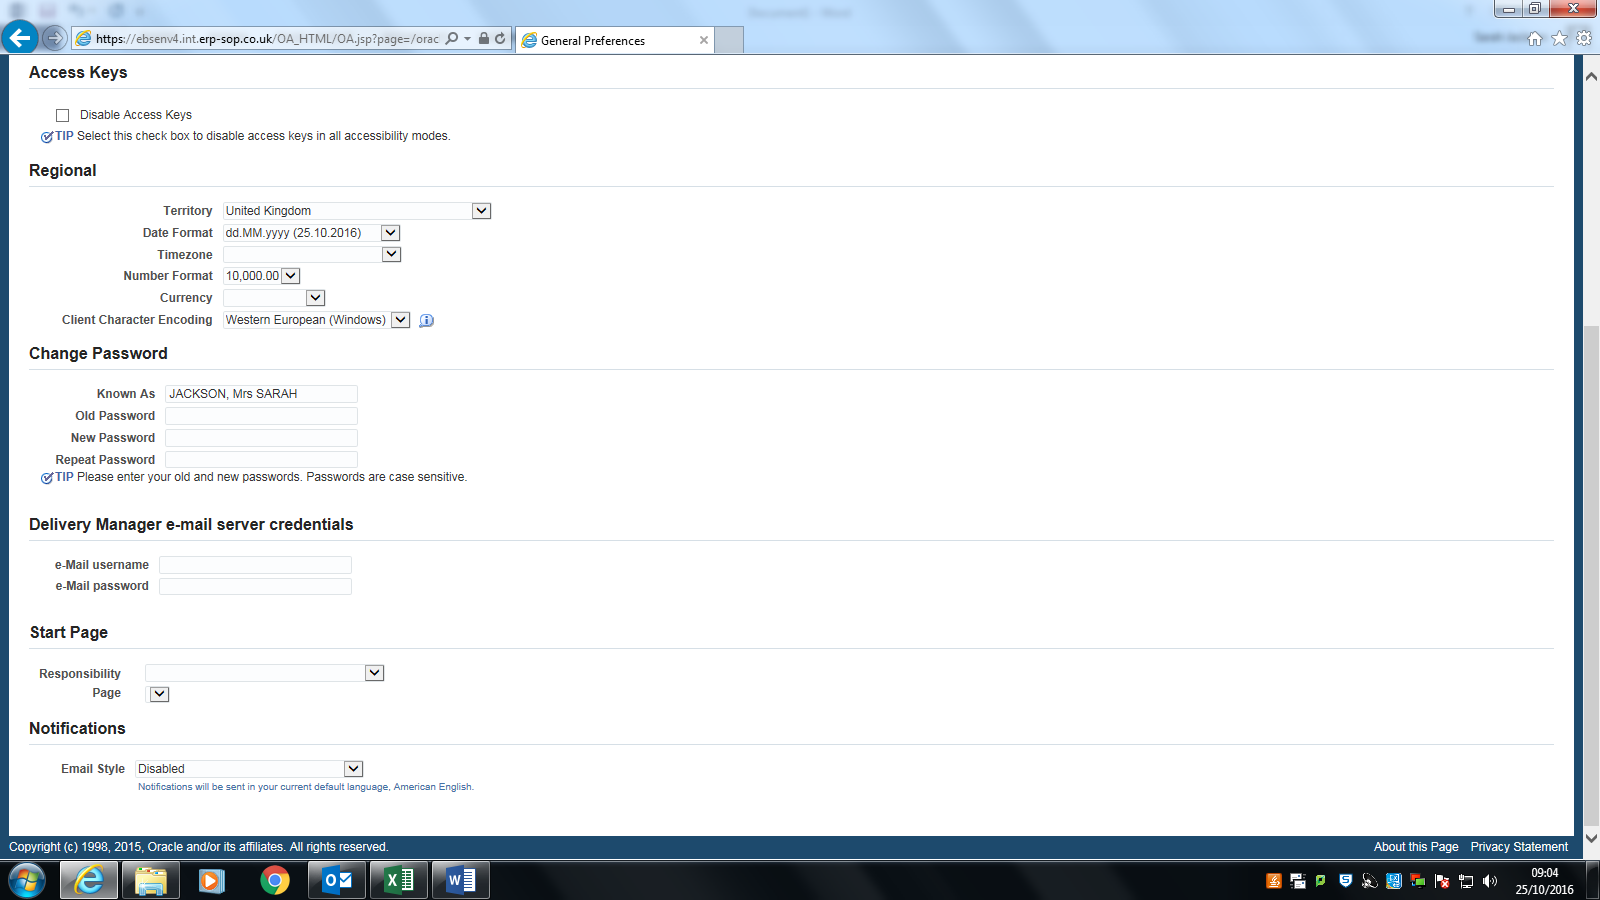 https://ebsenv4.int.erp-sop.co.uk/OA_HTML/OA.jsp?page=/orac
General Preferences
Access Keys
Disable Access Keys
TIP Select this check box to disable access keys in all accessibility modes.
Regional
Territory United Kingdom
Date Format dd.MM.yyyy (25.10.2016)
Timezone
Number Format 10,000.00
Currency
Client Character Encoding Western European (Windows)
Change Password
Known As JACKSON, Mrs SARAH
Old Password
New Password
Repeat Password
TIP Please enter your old and new passwords. Passwords are case sensitive.
Delivery Manager e-mail server credentials
e-Mail username
e-Mail password
Start Page
Responsibility
Page
Notifications
Email Style Disabled
Notifications will be sent in your current default language, American English.
Copyright (c) 1998, 2015, Oracle and/or its affiliates. All rights reserved.
About this Page Privacy Statement
09:04
25/10/2016